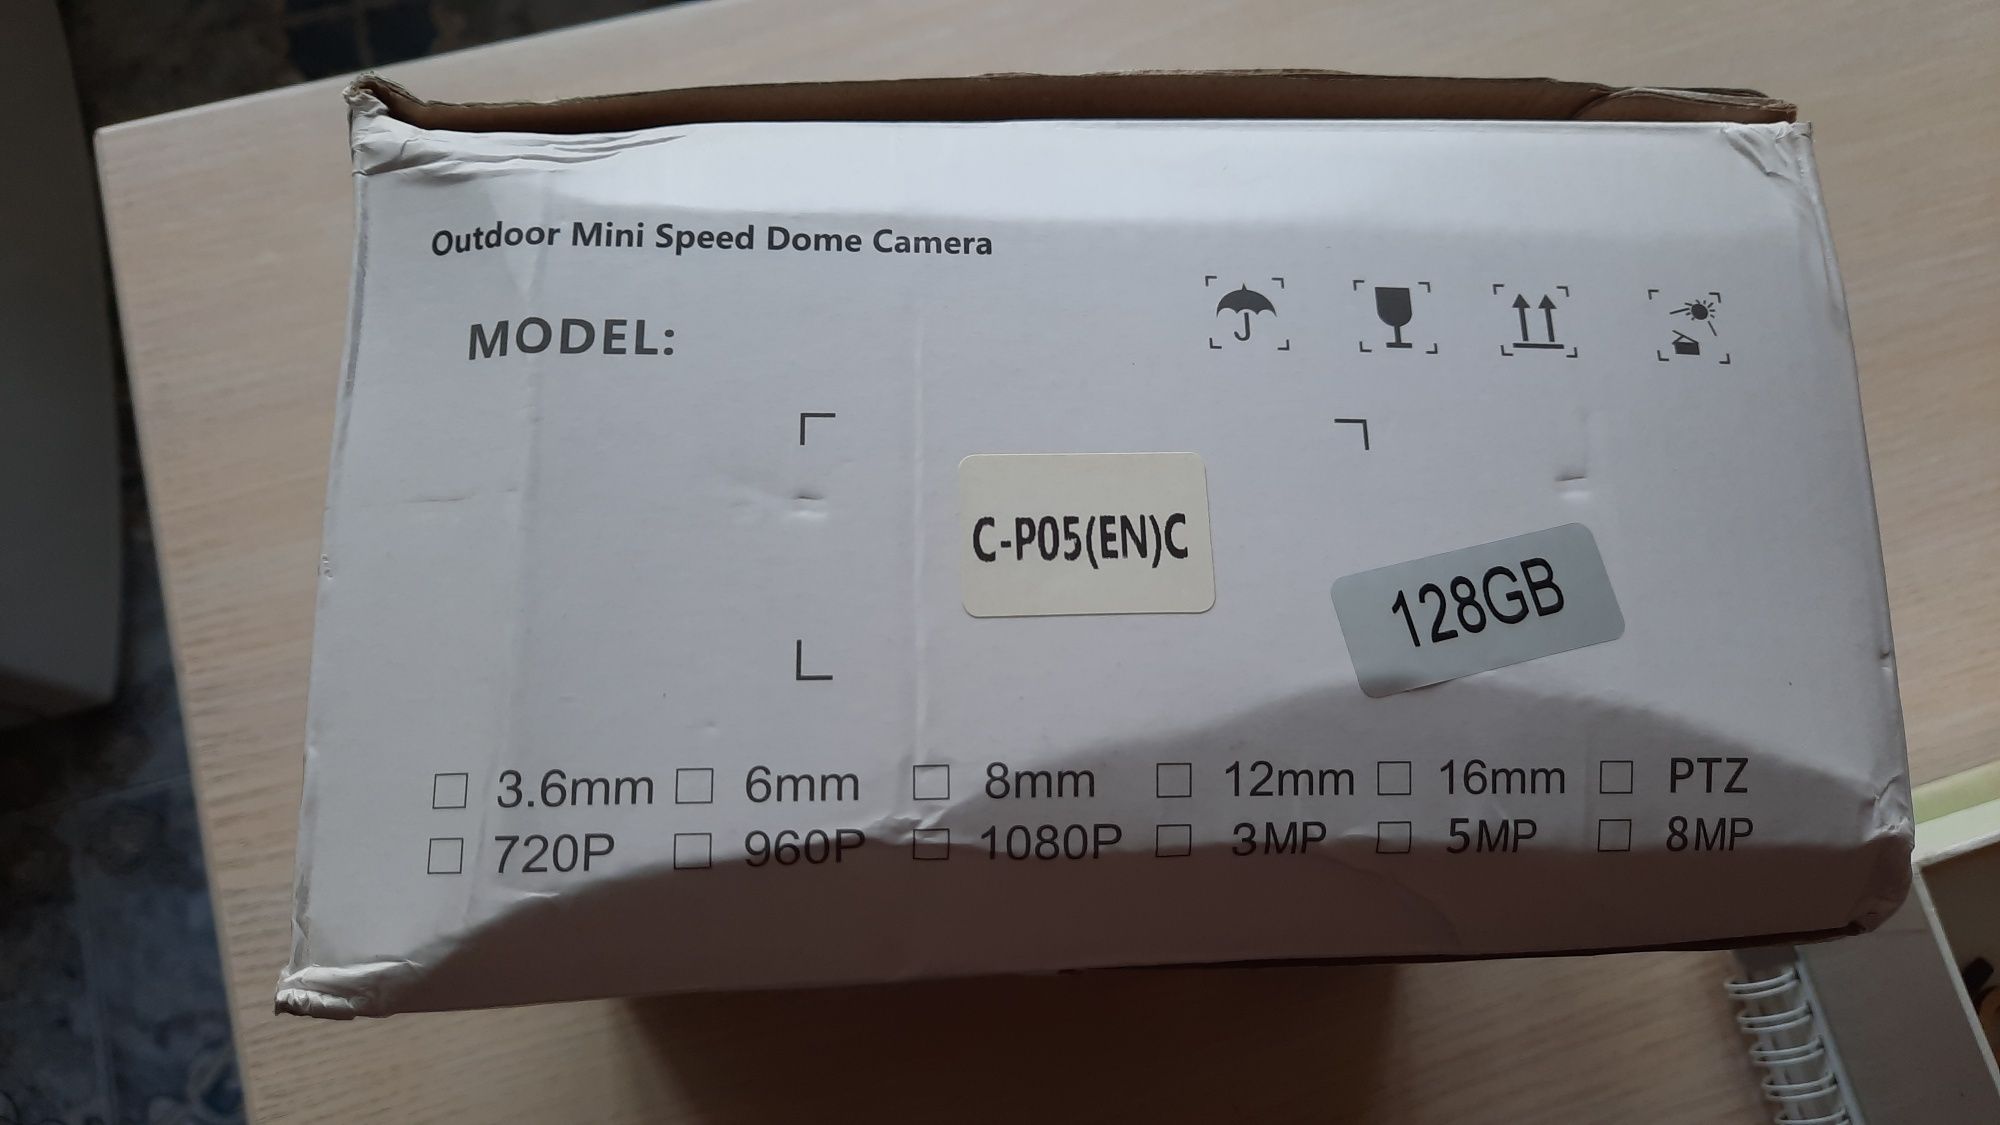 Outdoor Mini Speed Dome Camera
MODEL:
C-P05(EN)C
128GB
3.6mm 6mm 8mm 12mm 16mm PTZ
720P 960P 1080P 3MP 5MP 8MP